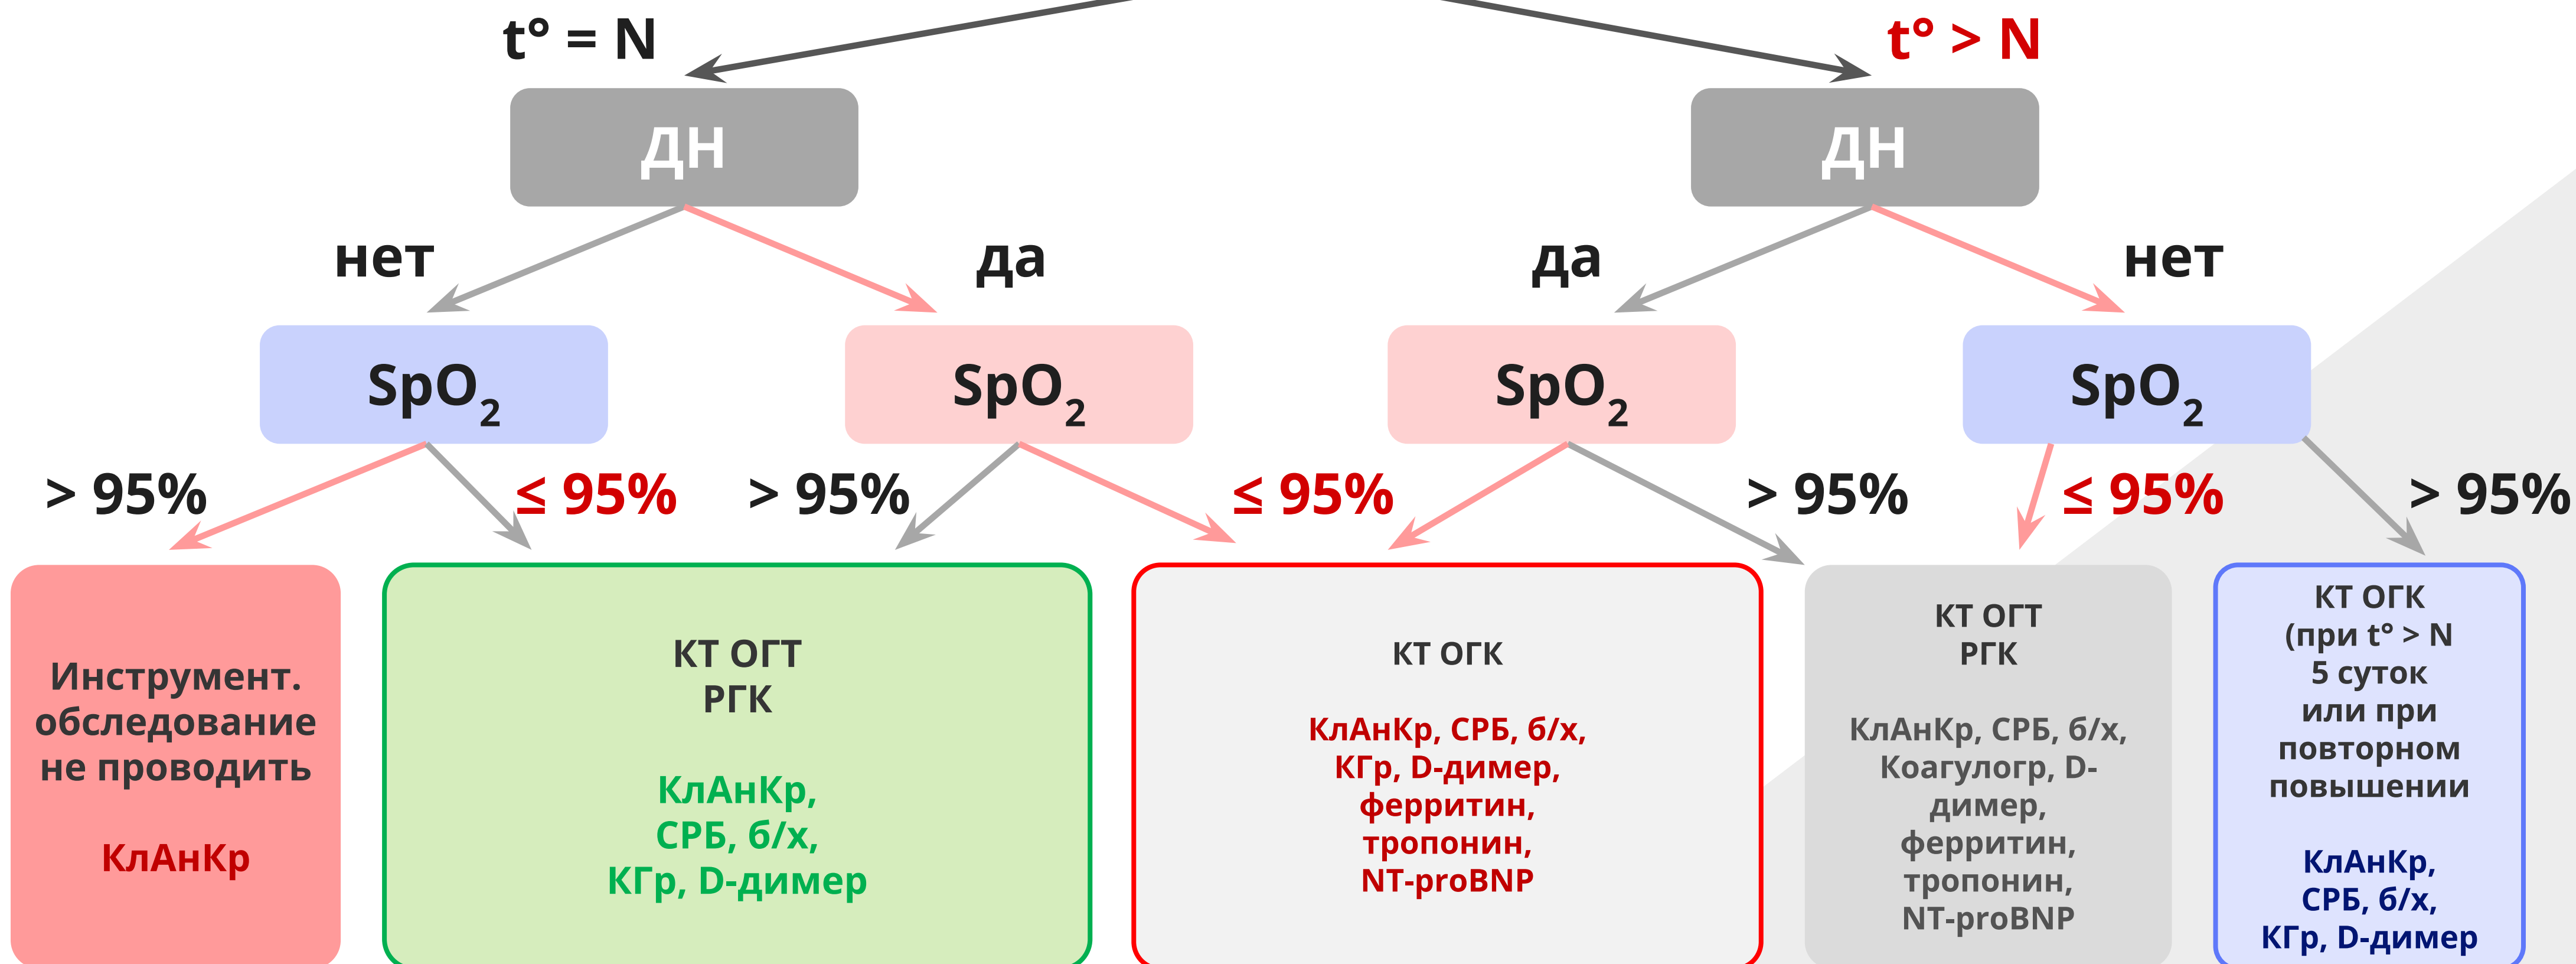 t° = N
t° > N
ДН
ДН
нет
да
да
нет
SpO2
SpO2
SpO2
SpO2
> 95%
≤ 95%
> 95%
≤ 95%
> 95%
≤ 95%
> 95%
Инструмент.
обследование
не проводить
КлАнКр
КТ ОГТ
РГК
КлАнКр,
СРБ, б/х,
КГр, D-димер
КТ ОГК
КлАнКр, СРБ, б/х,
КГр, D-димер,
ферритин,
тропонин,
NT-proBNP
КТ ОГТ
РГК
КлАнКр, СРБ, б/х,
Коагулогр, D-
димер,
ферритин,
тропонин,
NT-proBNP
КТ ОГК
(при t° > N
5 суток
или при
повторном
повышении
КлАнКр,
СРБ, б/х,
КГр, D-димер